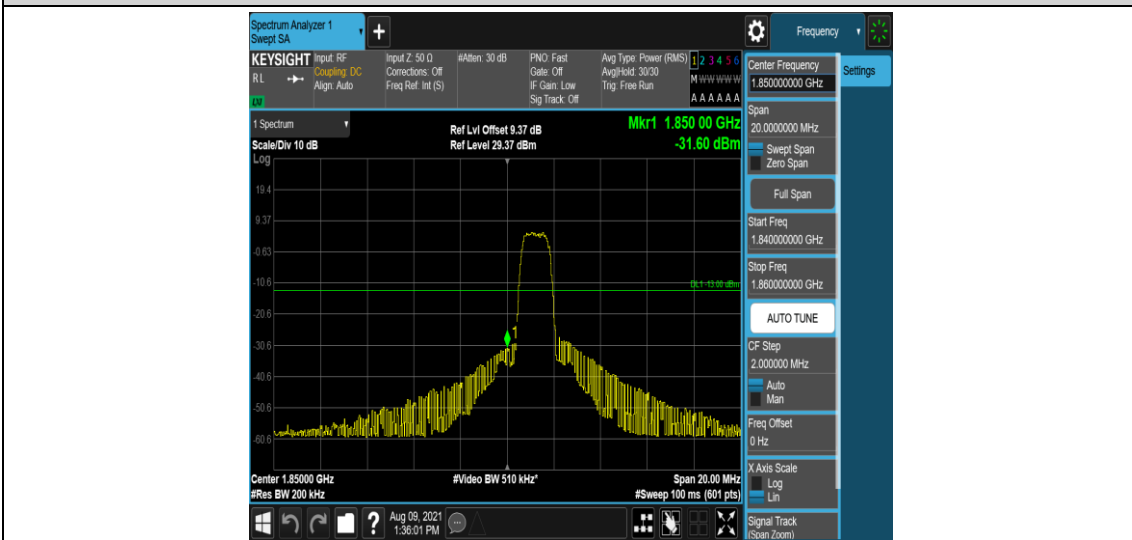 Spectrum Analyzer 1
Swept SA
+
Frequency
KEYSIGHT
RL
LXI
Input: RF
Coupling: DC
Align: Auto
Input Z: 50 Ω
Corrections: Off
Freq Ref: Int (S)
#Atten: 30 dB
PNO: Fast
Gate: Off
IF Gain: Low
Sig Track: Off
Avg Type: Power (RMS)
Avg|Hold: 30/30
Trig: Free Run
1 2 3 4 5 6
M W W W W W
A A A A A A
1 Spectrum
Scale/Div 10 dB
Log
Ref Lvl Offset 9.37 dB
Ref Level 29.37 dBm
Mkr1 1.850 00 GHz
-31.60 dBm
19.4
9.37
-0.63
-10.6
DL1 -13.00 dBm
-20.6
1
-30.6
-40.6
-50.6
-60.6
Center 1.85000 GHz
#Res BW 200 kHz
#Video BW 510 kHz*
Span 20.00 MHz
#Sweep 100 ms (601 pts)
?
Aug 09, 2021
1:36:01 PM
Center Frequency
1.850000000 GHz
Settings
Span
20.0000000 MHz
Swept Span
Zero Span
Full Span
Start Freq
1.840000000 GHz
Stop Freq
1.860000000 GHz
AUTO TUNE
CF Step
2.000000 MHz
Auto
Man
Freq Offset
0 Hz
X Axis Scale
Log
Lin
Signal Track
(Span Zoom)